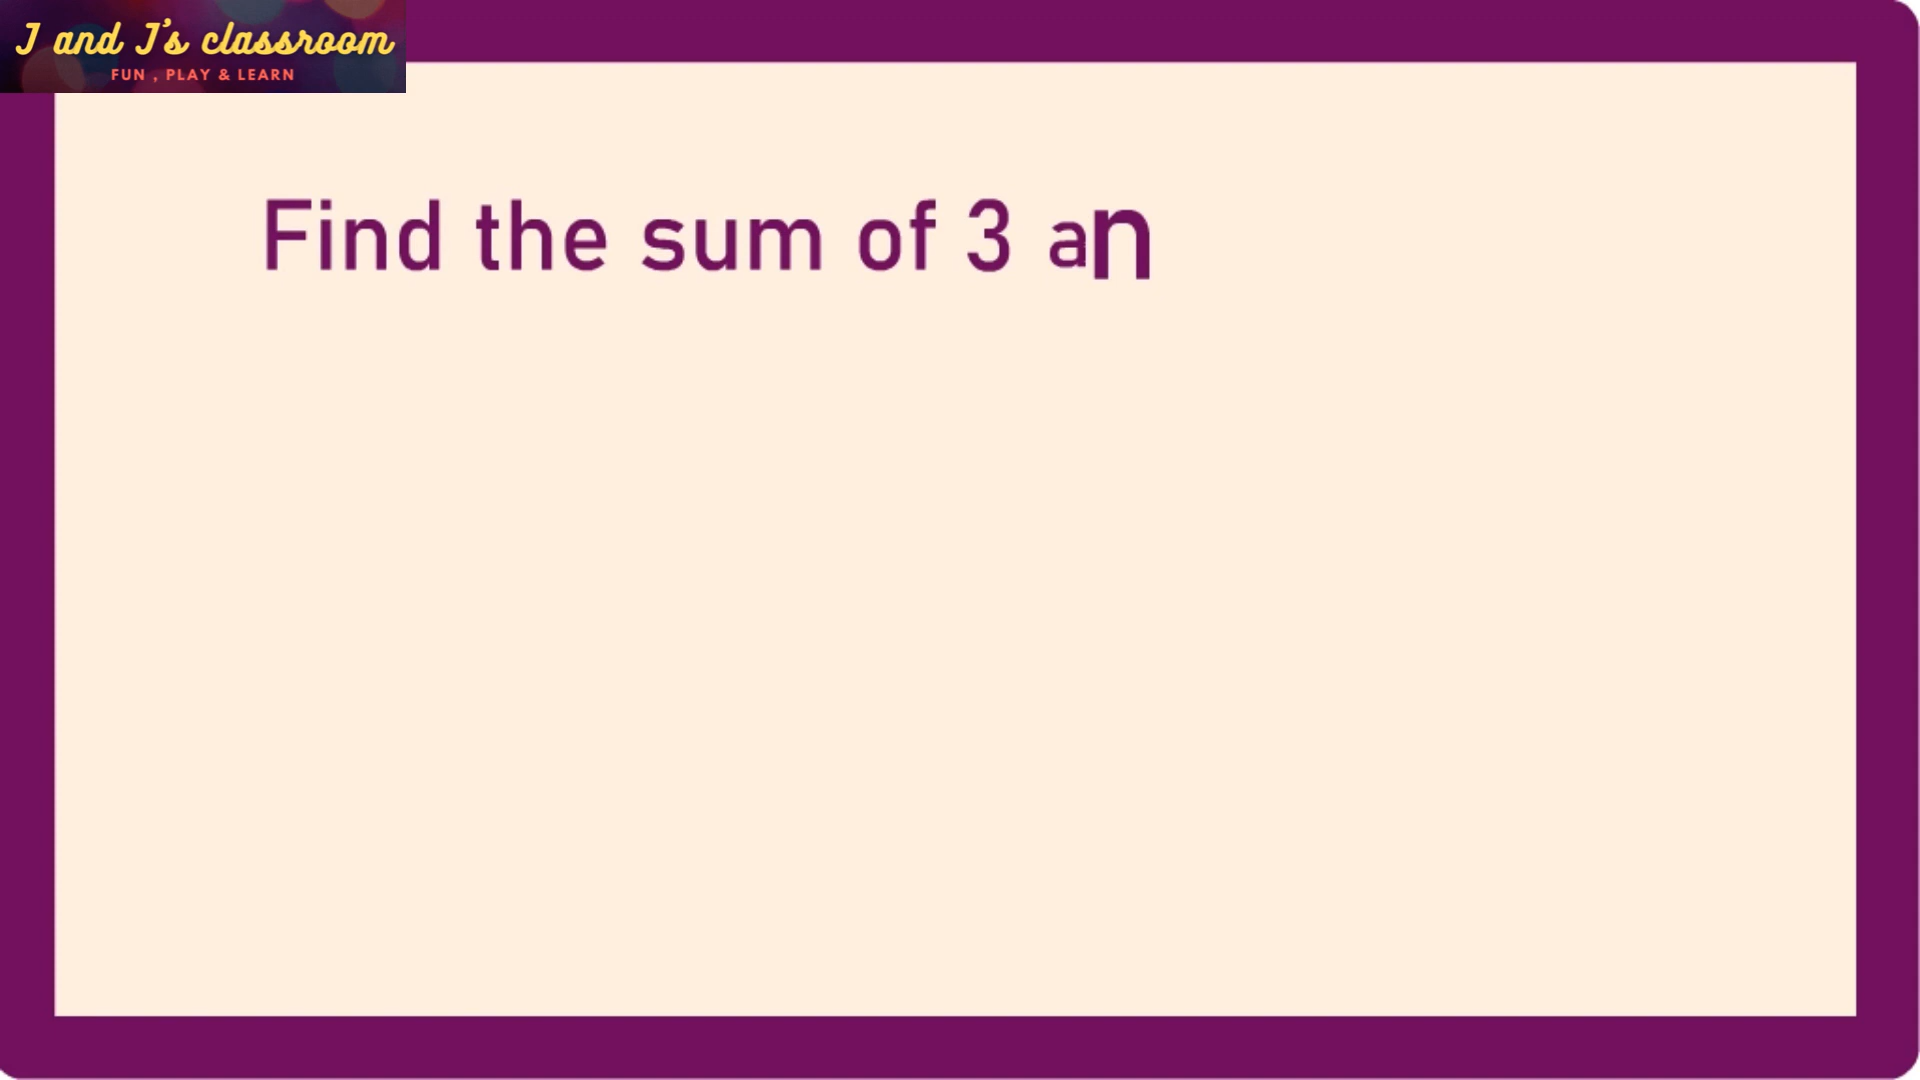 J and J's classroom
FUN , PLAY & LEARN
Find the sum of 3 an